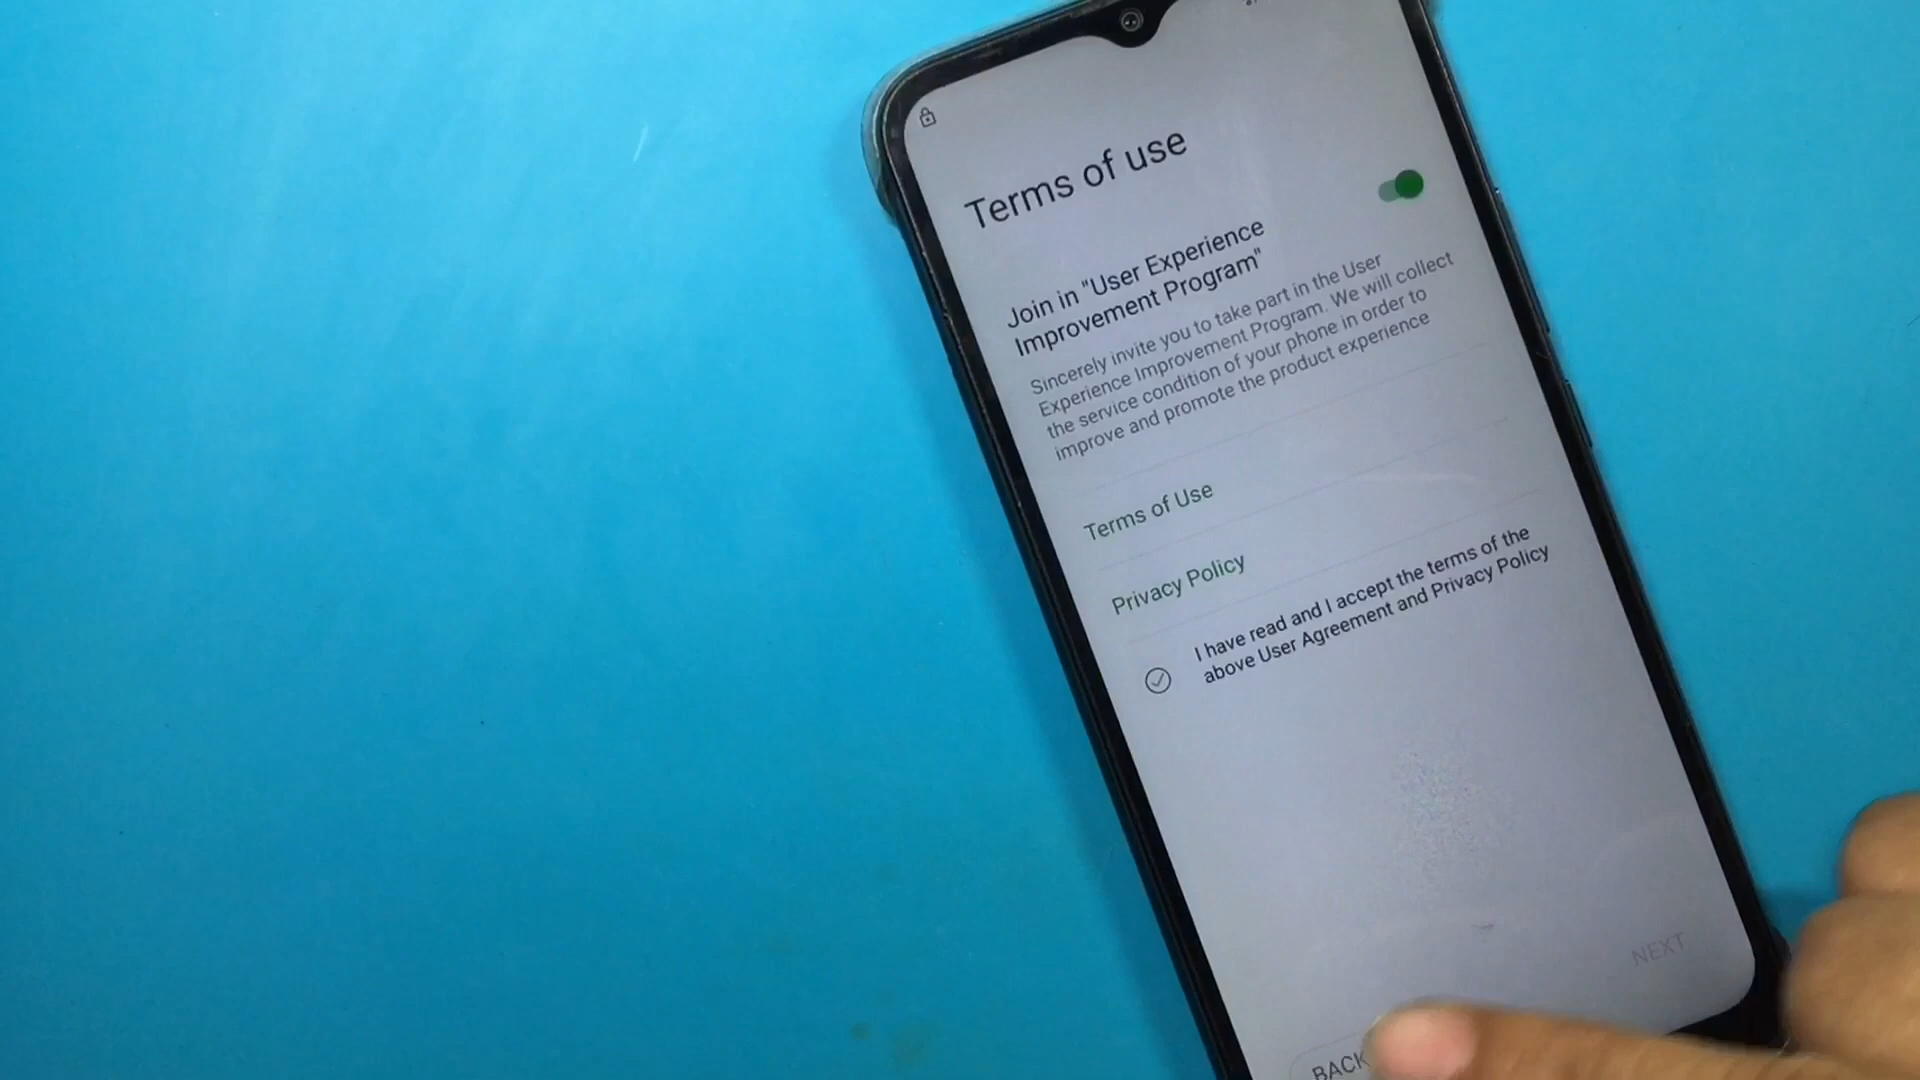 Terms of use
Join in "User Experience
Improvement Program"
Sincerely invite you to take part in the User
Experience Improvement Program. We will collect
the service condition of your phone in order to
improve and promote the product experience
Terms of Use
Privacy Policy
I have read and I accept the terms of the
above User Agreement and Privacy Policy
NEXT
BACK